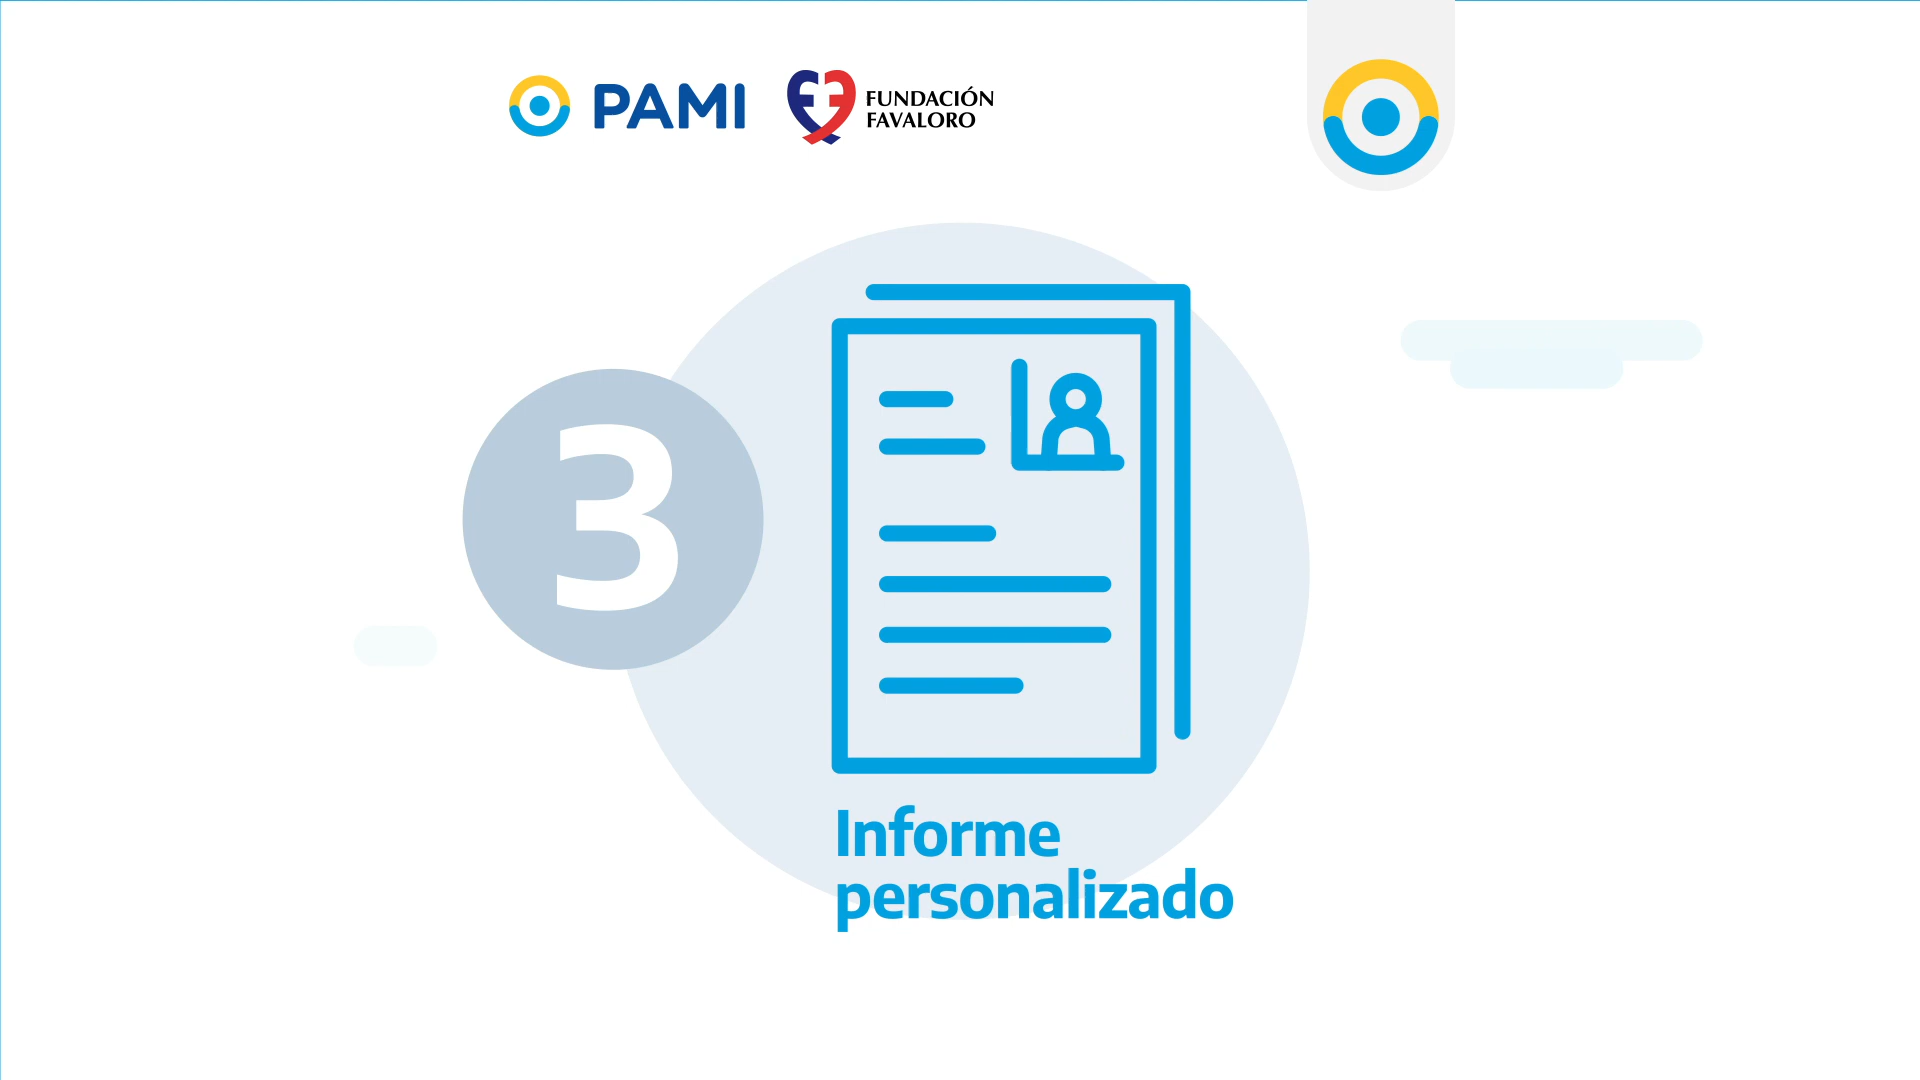 PAMI
FUNDACIÓN
FAVALORO
3
Informe
personalizado